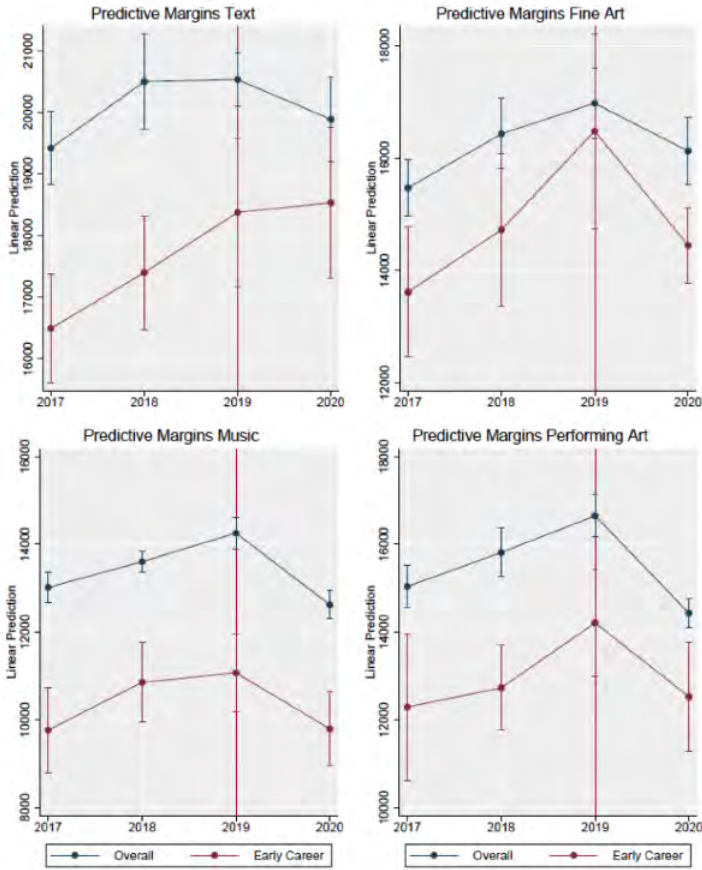 Predictive Margins Text
Linear Prediction
21000
20000
19000
18000
17000
16000
2017 2018 2019 2020
Predictive Margins Fine Art
Linear Prediction
18000
16000
14000
12000
2017 2018 2019 2020
Predictive Margins Music
Linear Prediction
16000
14000
12000
10000
8000
2017 2018 2019 2020
Overall Early Career
Predictive Margins Performing Art
Linear Prediction
18000
16000
14000
12000
10000
2017 2018 2019 2020
Overall Early Career